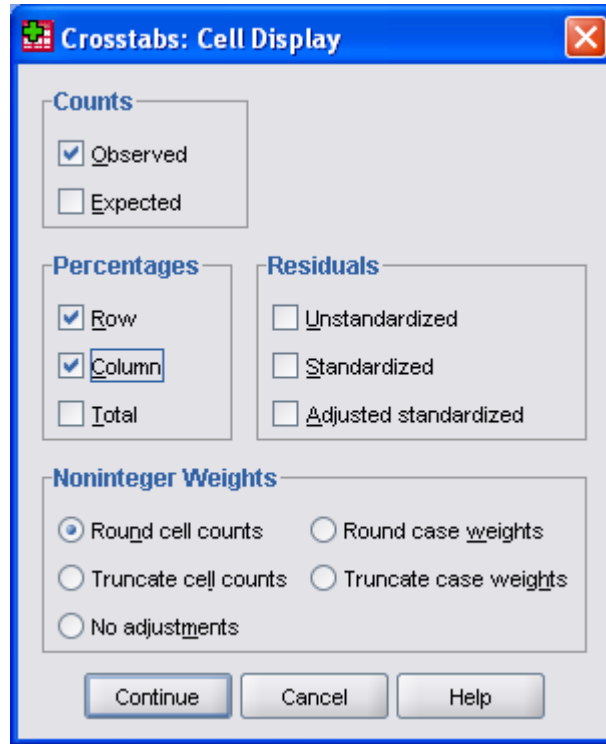 Crosstabs: Cell Display
Counts
Observed
Expected
Percentages
Row
Column
Total
Residuals
Unstandardized
Standardized
Adjusted standardized
Noninteger Weights
Round cell counts Round case weights
Truncate cell counts Truncate case weights
No adjustments
Continue Cancel Help